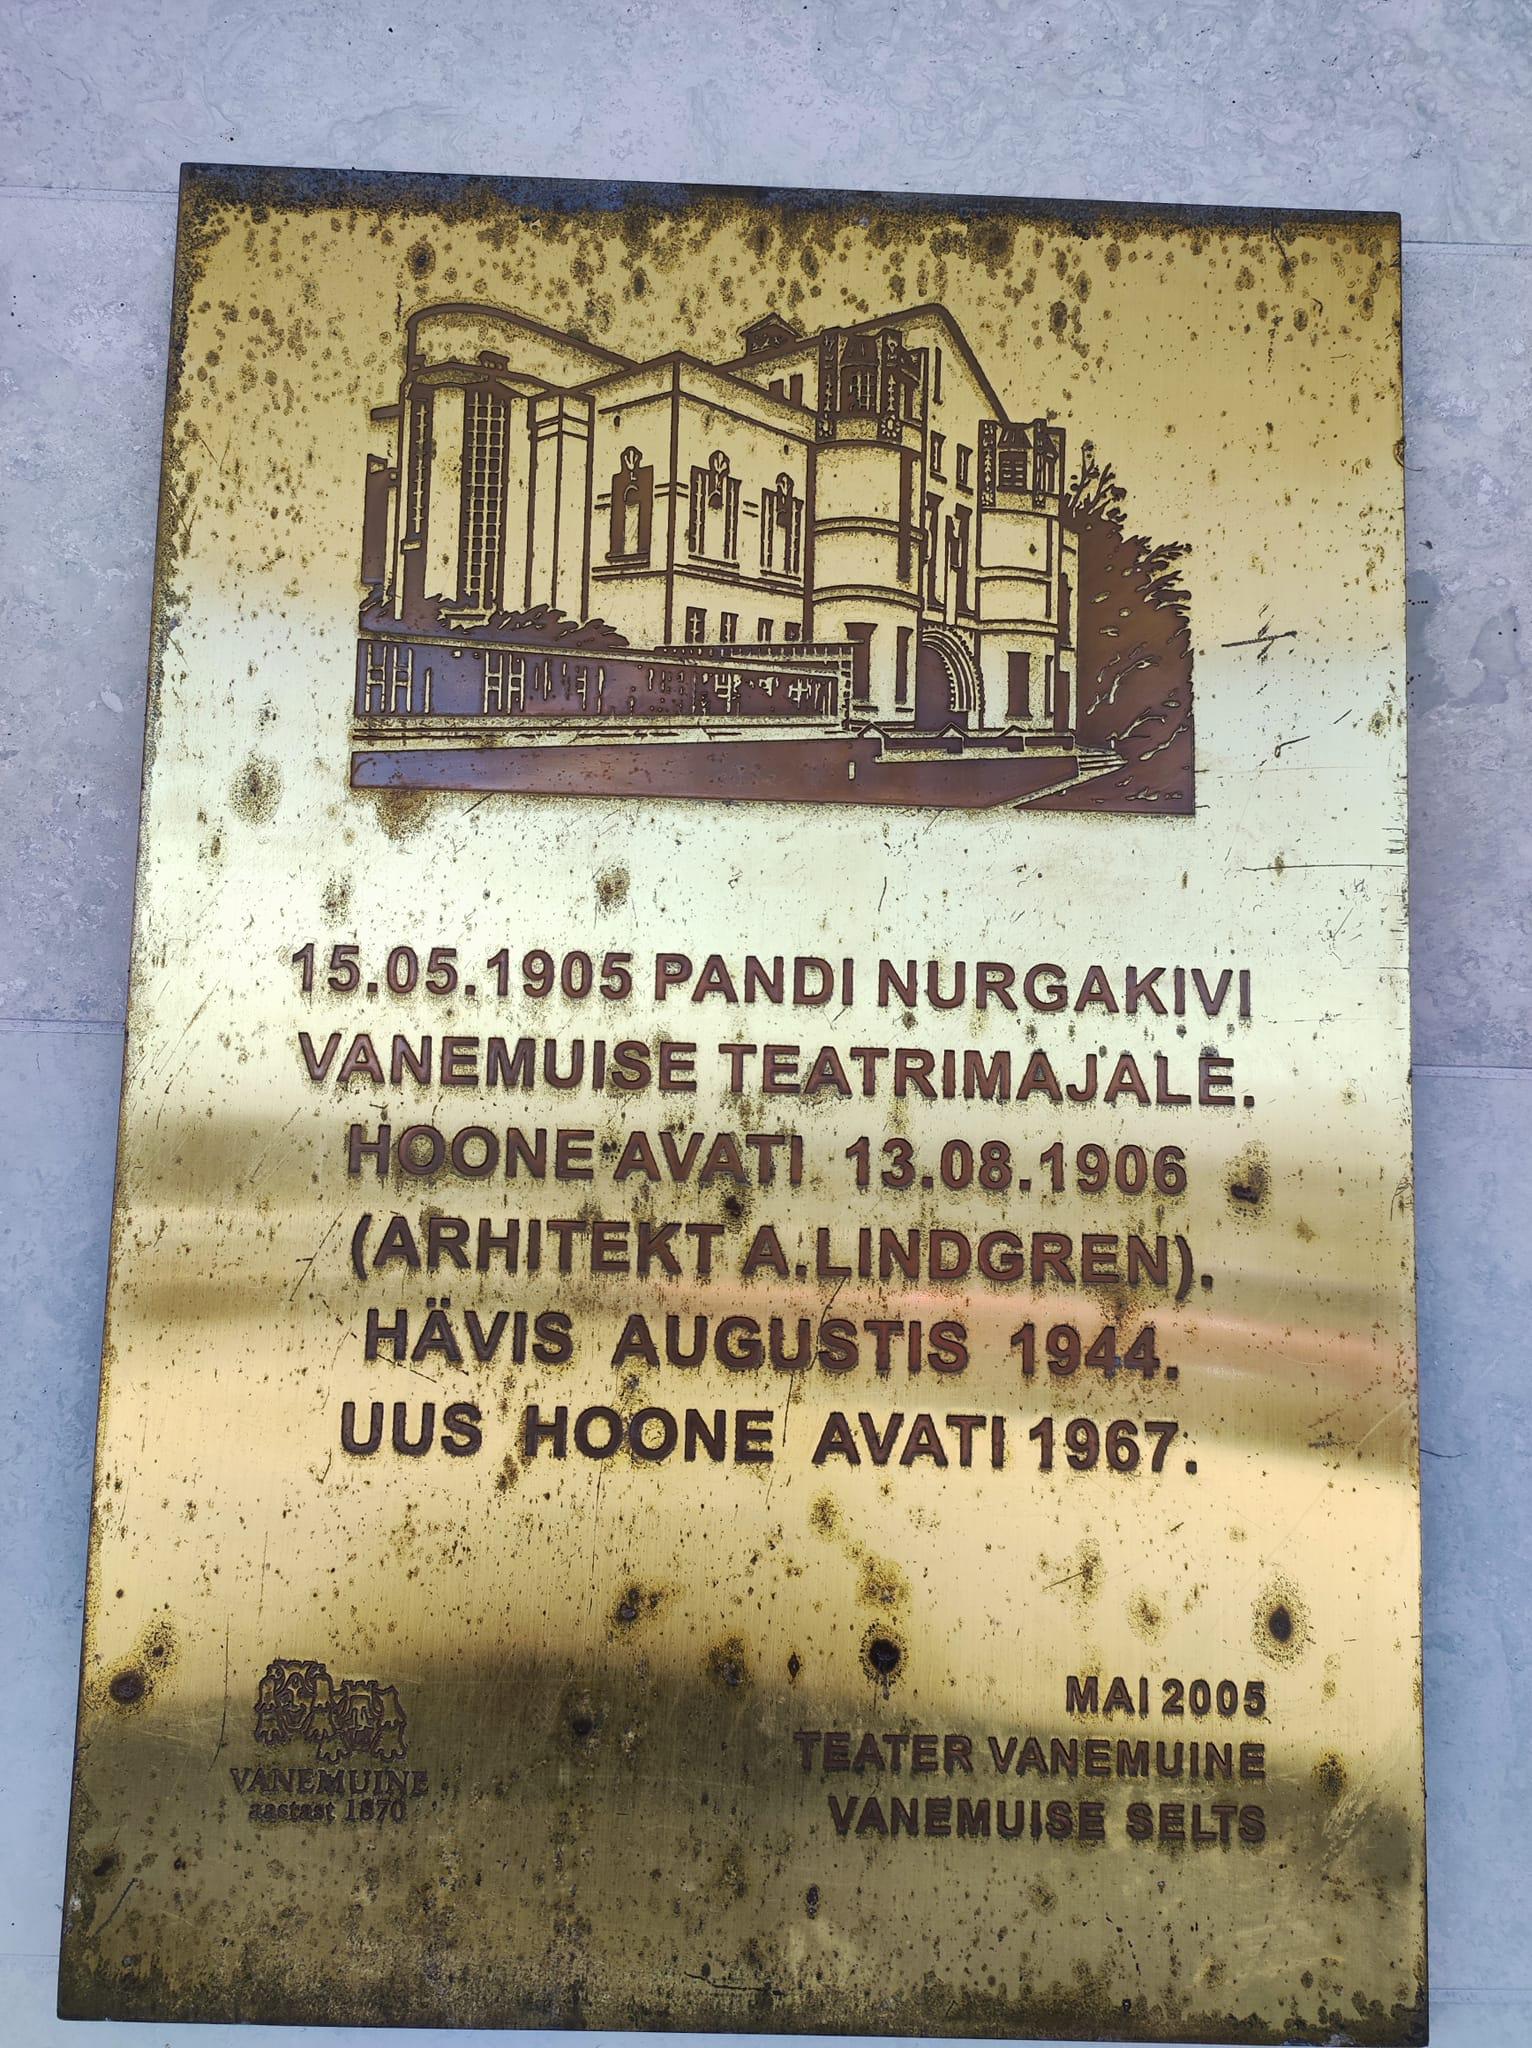 15.05.1905 PANDI NURGAKIVI
VANEMUISE TEATRIMAJALE.
HOONE AVATI 13.08.1906
(ARHITEKT A.LINDGREN).
HÄVIS AUGUSTIS 1944.
UUS HOONE AVATI 1967.
VANEMUINE
aastast 1870
MAI 2005
TEATER VANEMUINE
VANEMUISE SELTS